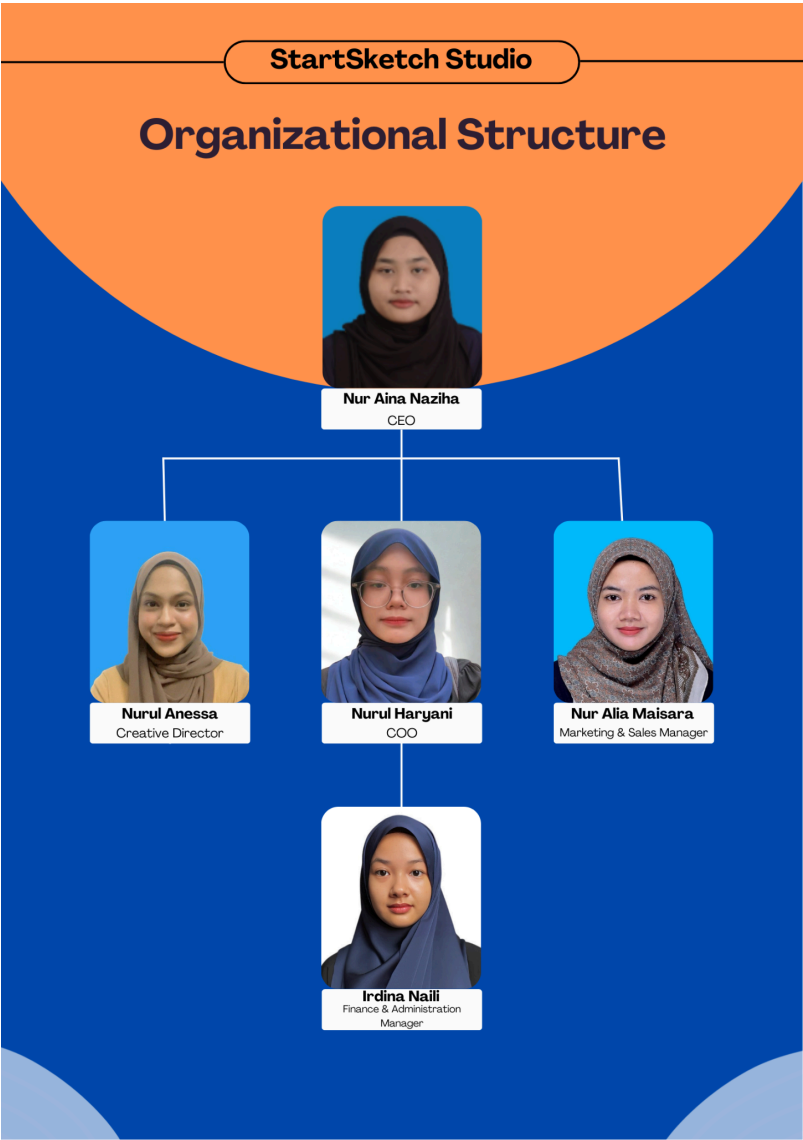 StartSketch Studio
Organizational Structure
Nur Aina Naziha
CEO
Nurul Anessa
Creative Director
Nurul Haryani
COO
Nur Alia Maisara
Marketing & Sales Manager
Irdina Naili
Finance & Administration
Manager